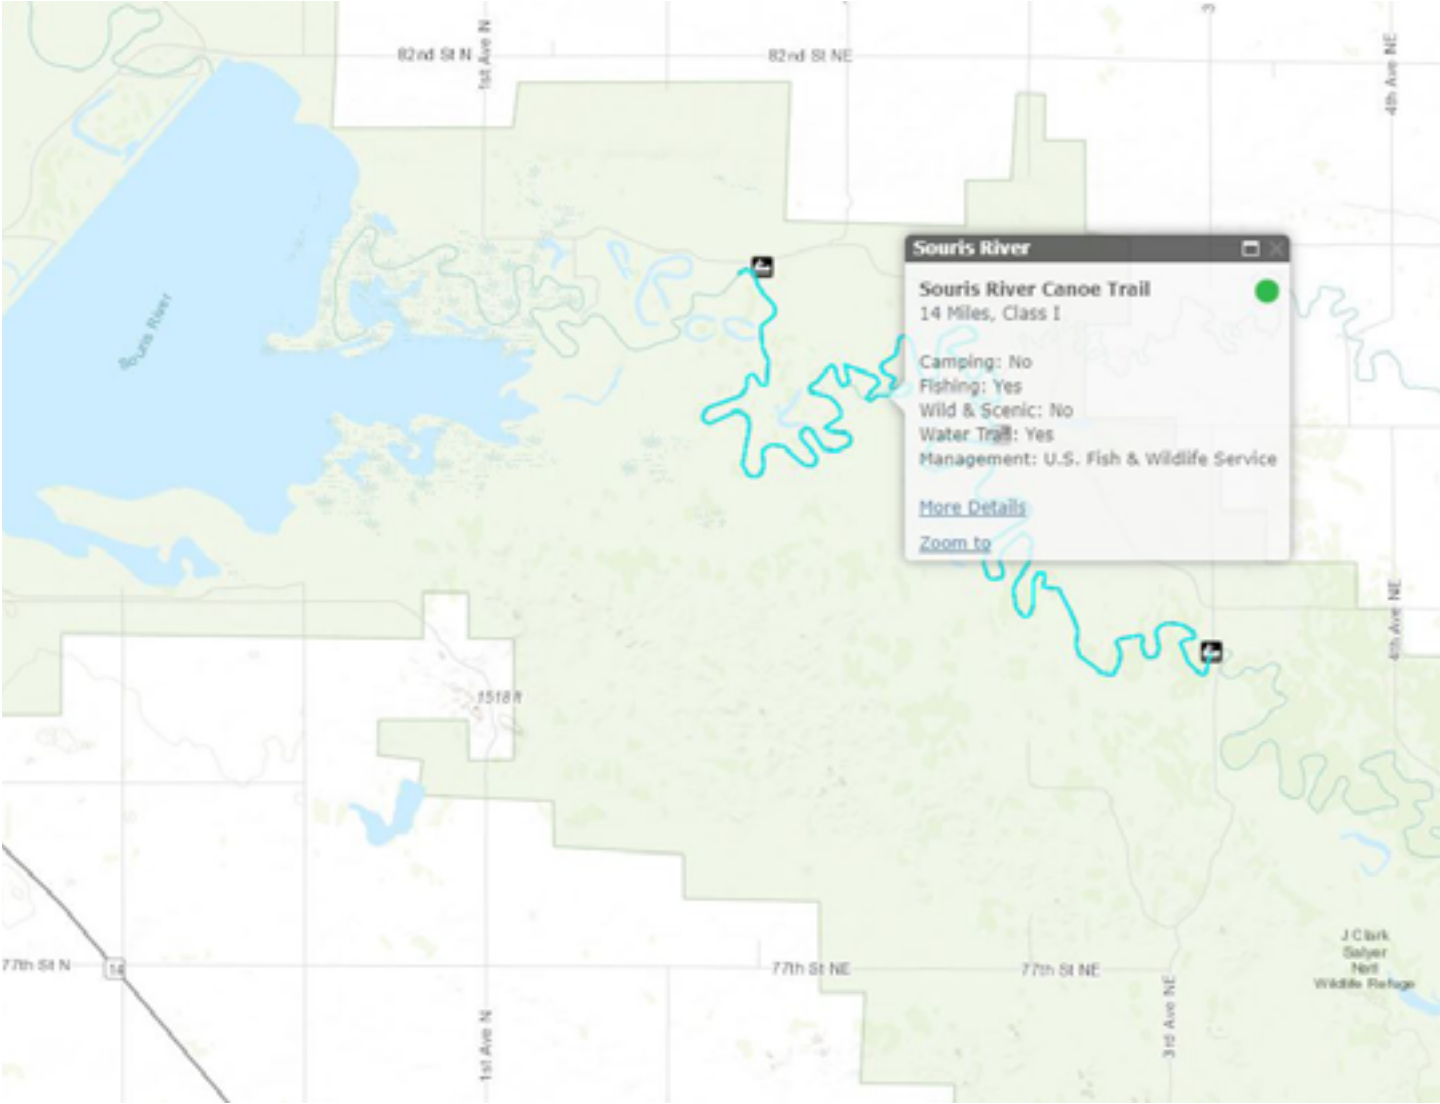 82nd St N
1st Ave N
82nd St NE
3
4th Ave NE
Souris River
Souris River
Souris River Canoe Trail
14 Miles, Class I
Camping: No
Fishing: Yes
Wild & Scenic: No
Water Trail: Yes
Management: U.S. Fish & Wildlife Service
More Details
Zoom to
4th Ave NE
1518 ft
J Clark
Salyer
Natl
Wildlife Refuge
77th St N
14
77th St NE
77th St NE
3rd Ave NE
1st Ave N